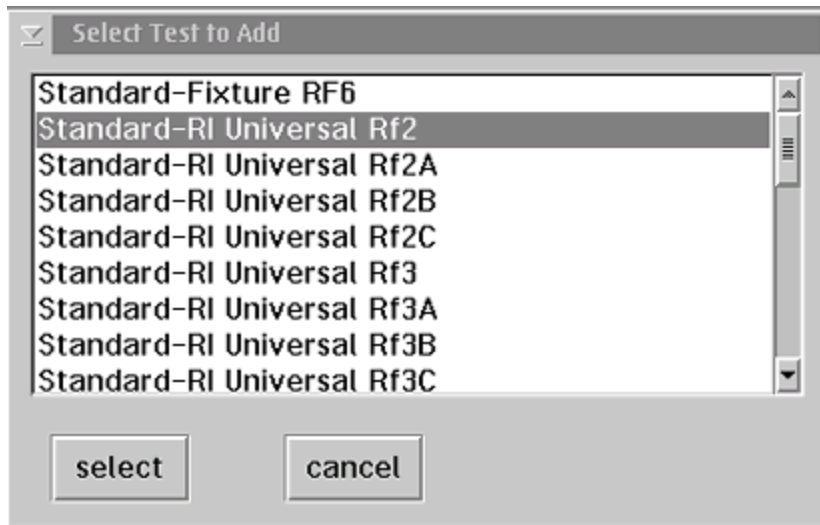 Select Test to Add
Standard-Fixture RF6
Standard-RI Universal Rf2
Standard-RI Universal Rf2A
Standard-RI Universal Rf2B
Standard-RI Universal Rf2C
Standard-RI Universal Rf3
Standard-RI Universal Rf3A
Standard-RI Universal Rf3B
Standard-RI Universal Rf3C
select cancel